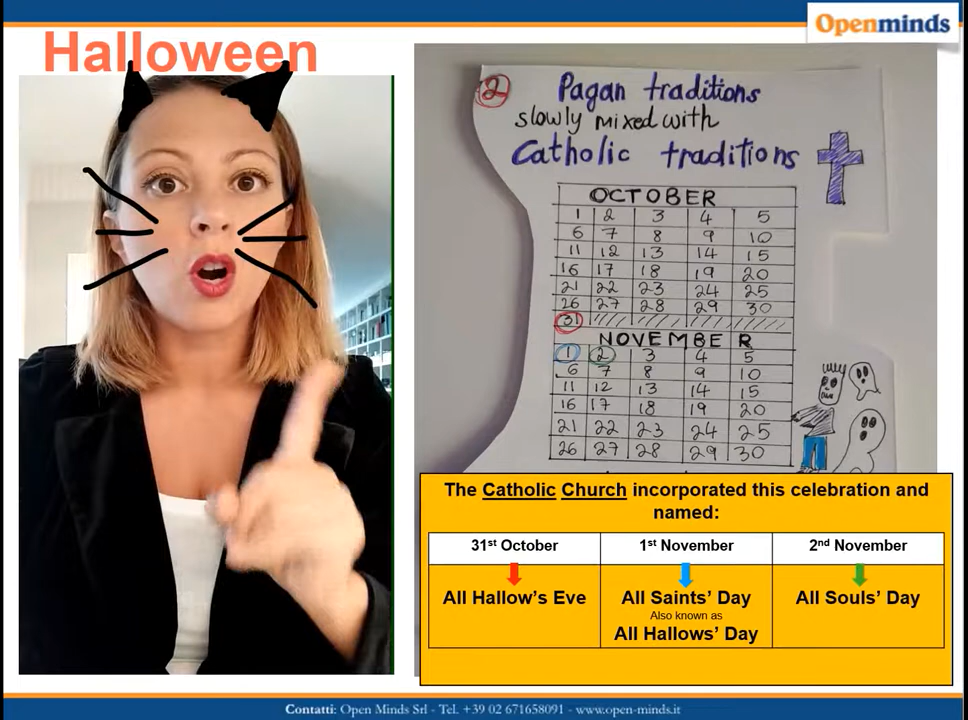 Openminds
Halloween
2
Pagan traditions
slowly mixed with
Catholic traditions
OCTOBER
1 2 3 4 5
6 7 8 9 10
11 12 13 14 15
16 17 18 19 20
21 22 23 24 25
26 27 28 29 30
31
NOVEMBER
1 2 3 4 5
6 7 8 9 10
11 12 13 14 15
16 17 18 19 20
21 22 23 24 25
26 27 28 29 30
The Catholic Church incorporated this celebration and
named:
31st October 1st November 2nd November
All Hallow's Eve All Saints' Day All Souls' Day
Also known as
All Hallows' Day
Contatti: Open Minds Srl - Tel. +39 02 671658091 - www.open-minds.it